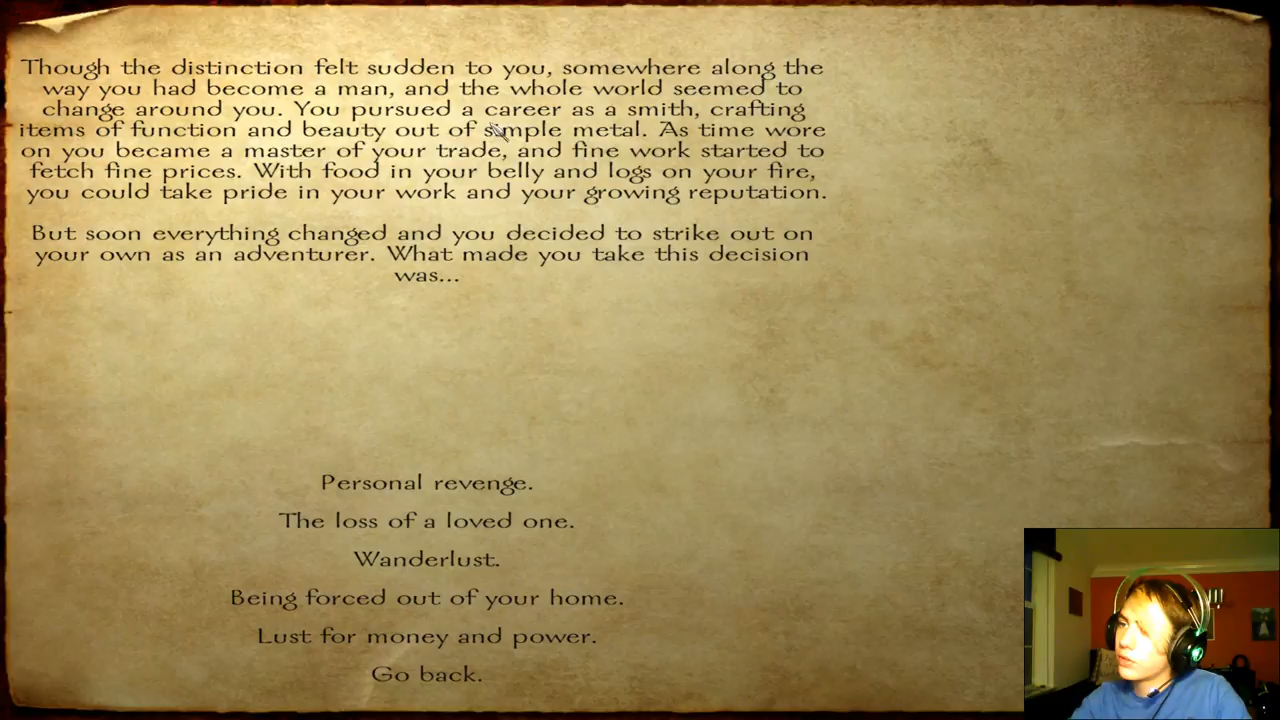 Though the distinction felt sudden to you, somewhere along the
way you had become a man, and the whole world seemed to
change around you. You pursued a career as a smith, crafting
items of function and beauty out of simple metal. As time wore
on you became a master of your trade, and fine work started to
fetch fine prices. With food in your belly and logs on your fire,
you could take pride in your work and your growing reputation.
But soon everything changed and you decided to strike out on
your own as an adventurer. What made you take this decision
was...
Personal revenge.
The loss of a loved one.
Wanderlust.
Being forced out of your home.
Lust for money and power.
Go back.